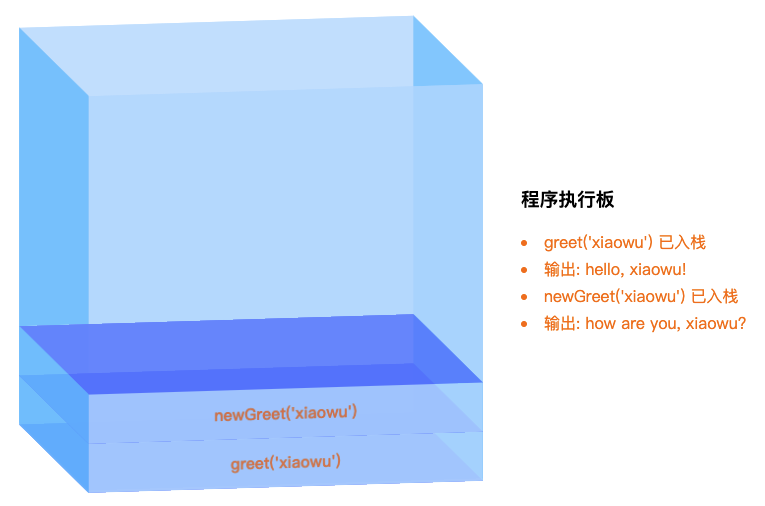 程序执行板
greet('xiaowu') 已入栈
输出: hello, xiaowu!
newGreet('xiaowu') 已入栈
输出: how are you, xiaowu?
newGreet('xiaowu')
greet('xiaowu')